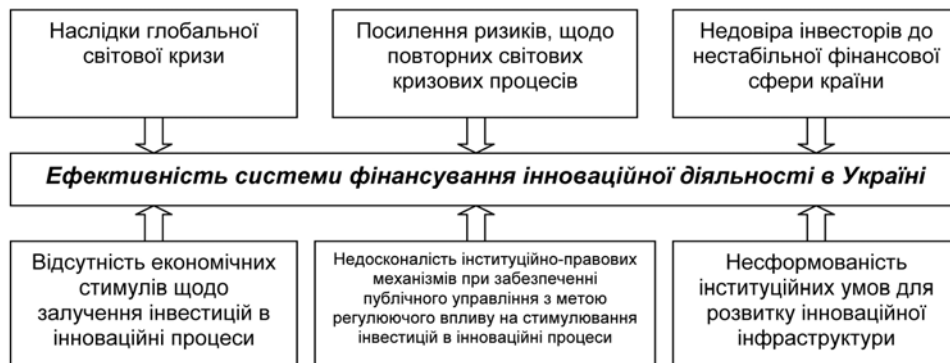 Наслідки глобальної
світової кризи
Посилення ризиків, щодо
повторних світових
кризових процесів
Недовіра інвесторів до
нестабільної фінансової
сфери країни
Ефективність системи фінансування інноваційної діяльності в Україні
Відсутність економічних
стимулів щодо
залучення інвестицій в
інноваційні процеси
Недосконалість інституційно-правових
механізмів при забезпеченні
публічного управління з метою
регулюючого впливу на стимулювання
інвестицій в інноваційні процеси
Несформованість
інституційних умов для
розвитку інноваційної
інфраструктури